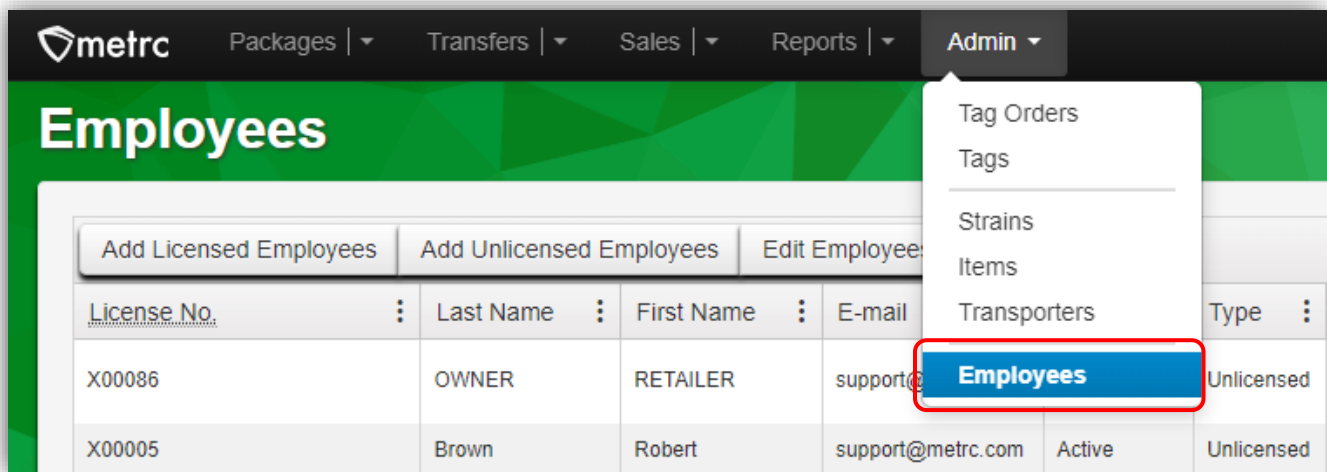 metrc Packages | Transfers | Sales | Reports | Admin
Employees
Tag Orders
Tags
Strains
Items
Transporters
Employees
Add Licensed Employees Add Unlicensed Employees Edit Employee
License No. Last Name First Name E-mail Type
X00086 OWNER RETAILER support@ Unlicensed
X00005 Brown Robert support@metrc.com Active Unlicensed